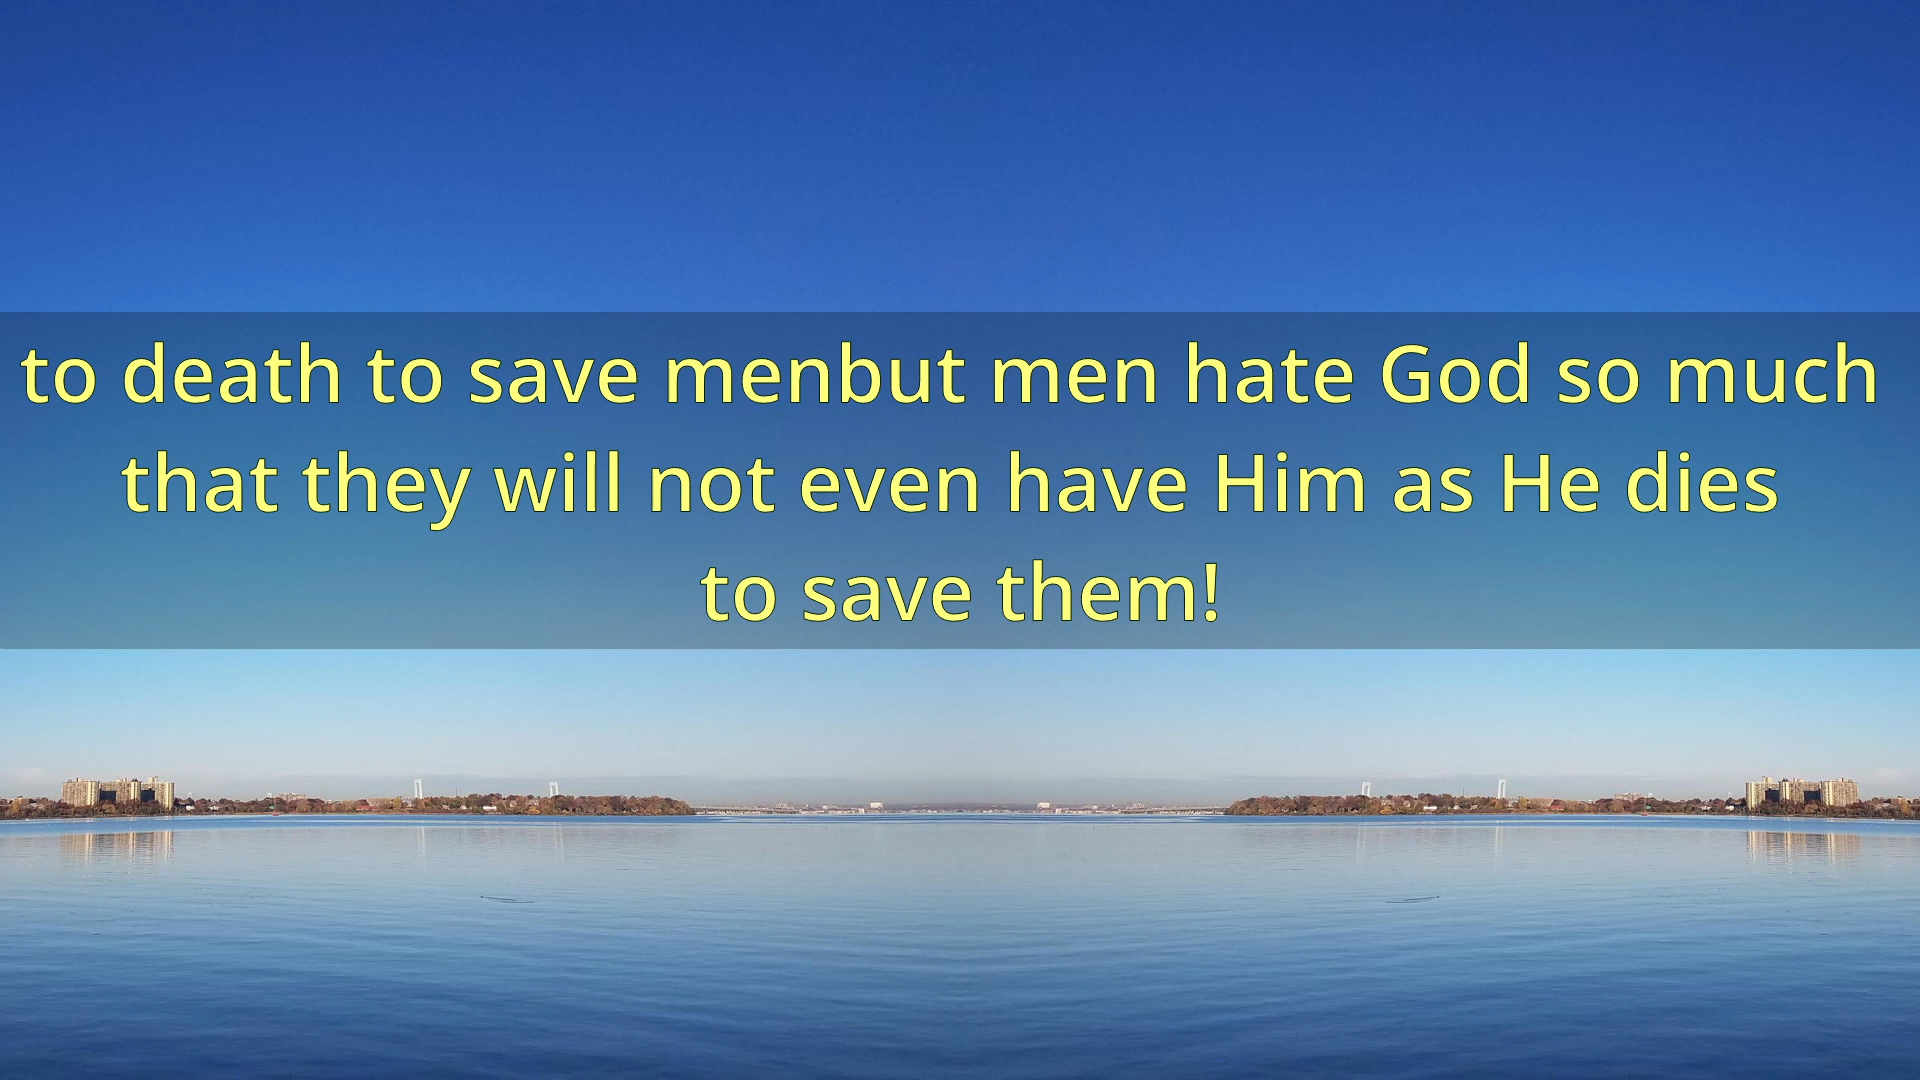 to death to save menbut men hate God so much
that they will not even have Him as He dies
to save them!